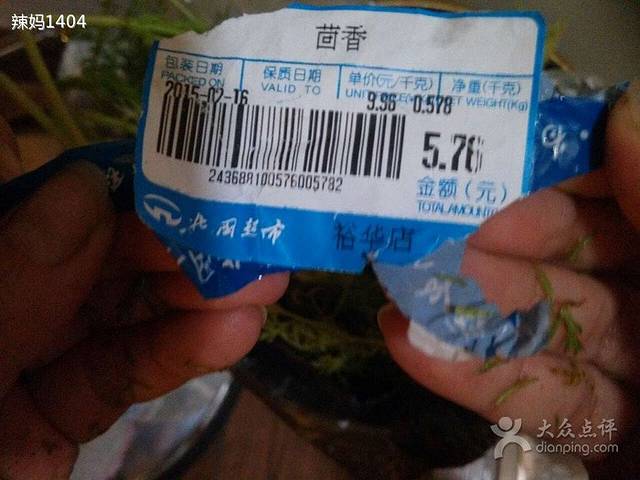 辣妈1404
茴香
包装日期 保质日期 单价(元/千克) 净重(千克)
PACKED ON VALID TO NET WEIGHT(Kg)
2015-02-16 9.96 0.578
5.76
243689100576005782
金额(元)
TOTALAMOUNT
北国超市 裕华店
大众点评
dianping.com